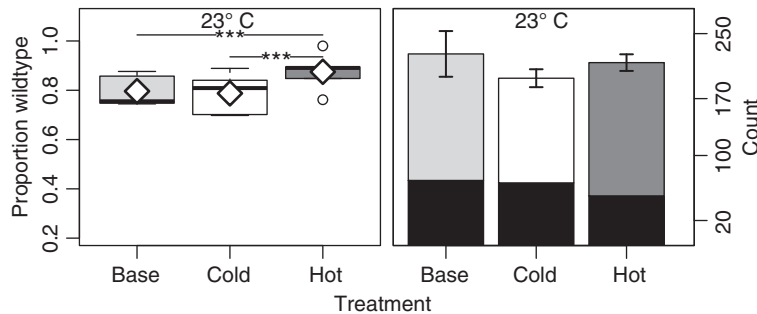 23° C
***
***
1.0
0.8
0.6
0.4
0.2
Proportion wildtype
Base Cold Hot
23° C
250
170
100
20
Count
Base Cold Hot
Treatment